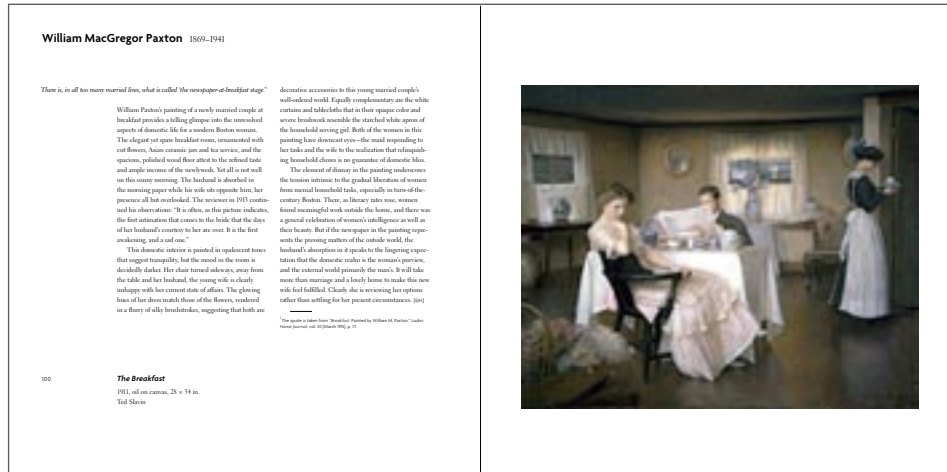 William MacGregor Paxton 1869–1941
There is, in all too many married lives, what is called 'the newspaper-at-breakfast stage.'
William Paxton's painting of a newly married couple at
breakfast provides a telling glimpse into the unresolved
aspects of domestic life for a modern Boston woman.
The elegant yet spare breakfast room, ornamented with
cut flowers, Asian ceramic jars and tea service, and the
spacious, polished wood floor attest to the refined taste
and ample income of the newlyweds. Yet all is not well
on this sunny morning. The husband is absorbed in
the morning paper while his wife sits opposite him, her
presence all but overlooked. The reviewer in 1913 contin-
ued his observations: "It is often, as this picture indicates,
the first intimation that comes to the bride that the days
of her husband's courtesy to her are over. It is the first
awakening, and a sad one."
This domestic interior is painted in opalescent tones
that suggest tranquility, but the mood in the room is
decidedly darker. Her chair turned sideways, away from
the table and her husband, the young wife is clearly
unhappy with her current state of affairs. The glowing
hues of her dress match those of the flowers, rendered
in a flurry of silky brushstrokes, suggesting that both are
decorative accessories to this young married couple's
well-ordered world. Equally complementary are the white
curtains and tablecloths that in their opaque color and
severe brushwork resemble the starched white apron of
the household serving girl. Both of the women in this
painting have downcast eyes—the maid responding to
her tasks and the wife to the realization that relinquish-
ing household chores is no guarantee of domestic bliss.
The element of dismay in the painting underscores
the tension intrinsic to the gradual liberation of women
from menial household tasks, especially in turn-of-the-
century Boston. There, as literacy rates rose, women
found meaningful work outside the home, and there was
a general celebration of women's intelligence as well as
their beauty. But if the newspaper in the painting repre-
sents the pressing matters of the outside world, the
husband's absorption in it speaks to the lingering expec-
tation that the domestic realm is the woman's purview,
and the external world primarily the man's. It will take
more than marriage and a lovely home to make this new
wife feel fulfilled. Clearly she is reviewing her options
rather than settling for her present circumstances.
The quote is taken from "Breakfast: Painted by William M. Paxton," Ladies
Home Journal, vol. 30 (March 1913), p. 17.
100
The Breakfast
1911, oil on canvas, 28 × 34 in.
Ted Slavin